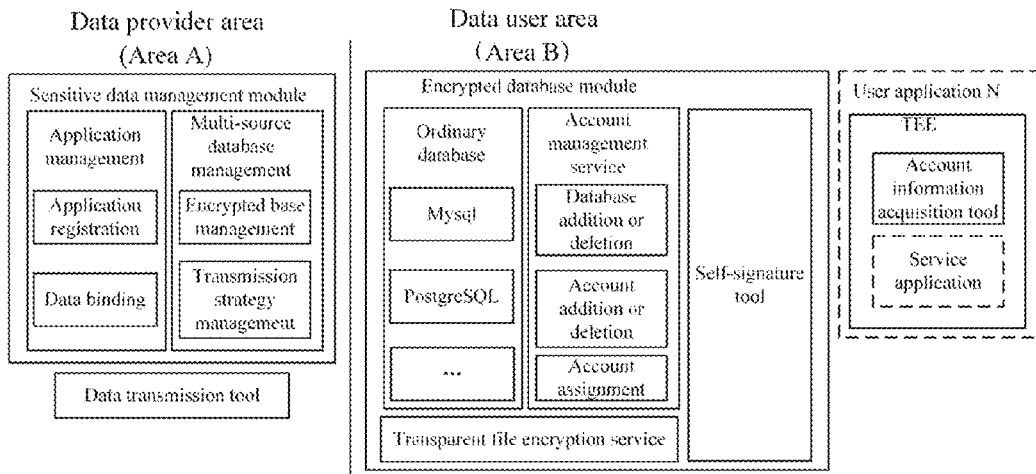 Data provider area
(Area A)
Sensitive data management module
Application
management
Application
registration
Data binding
Multi-source
database
management
Encrypted base
management
Transmission
strategy
management
Data transmission tool
Data user area
(Area B)
Encrypted database module
Ordinary
database
Mysql
PostgreSQL
...
Account
management
service
Database
addition or
deletion
Account
addition or
deletion
Account
assignment
Transparent file encryption service
Self-signature
tool
User application N
TEE
Account
information
acquisition tool
Service
application